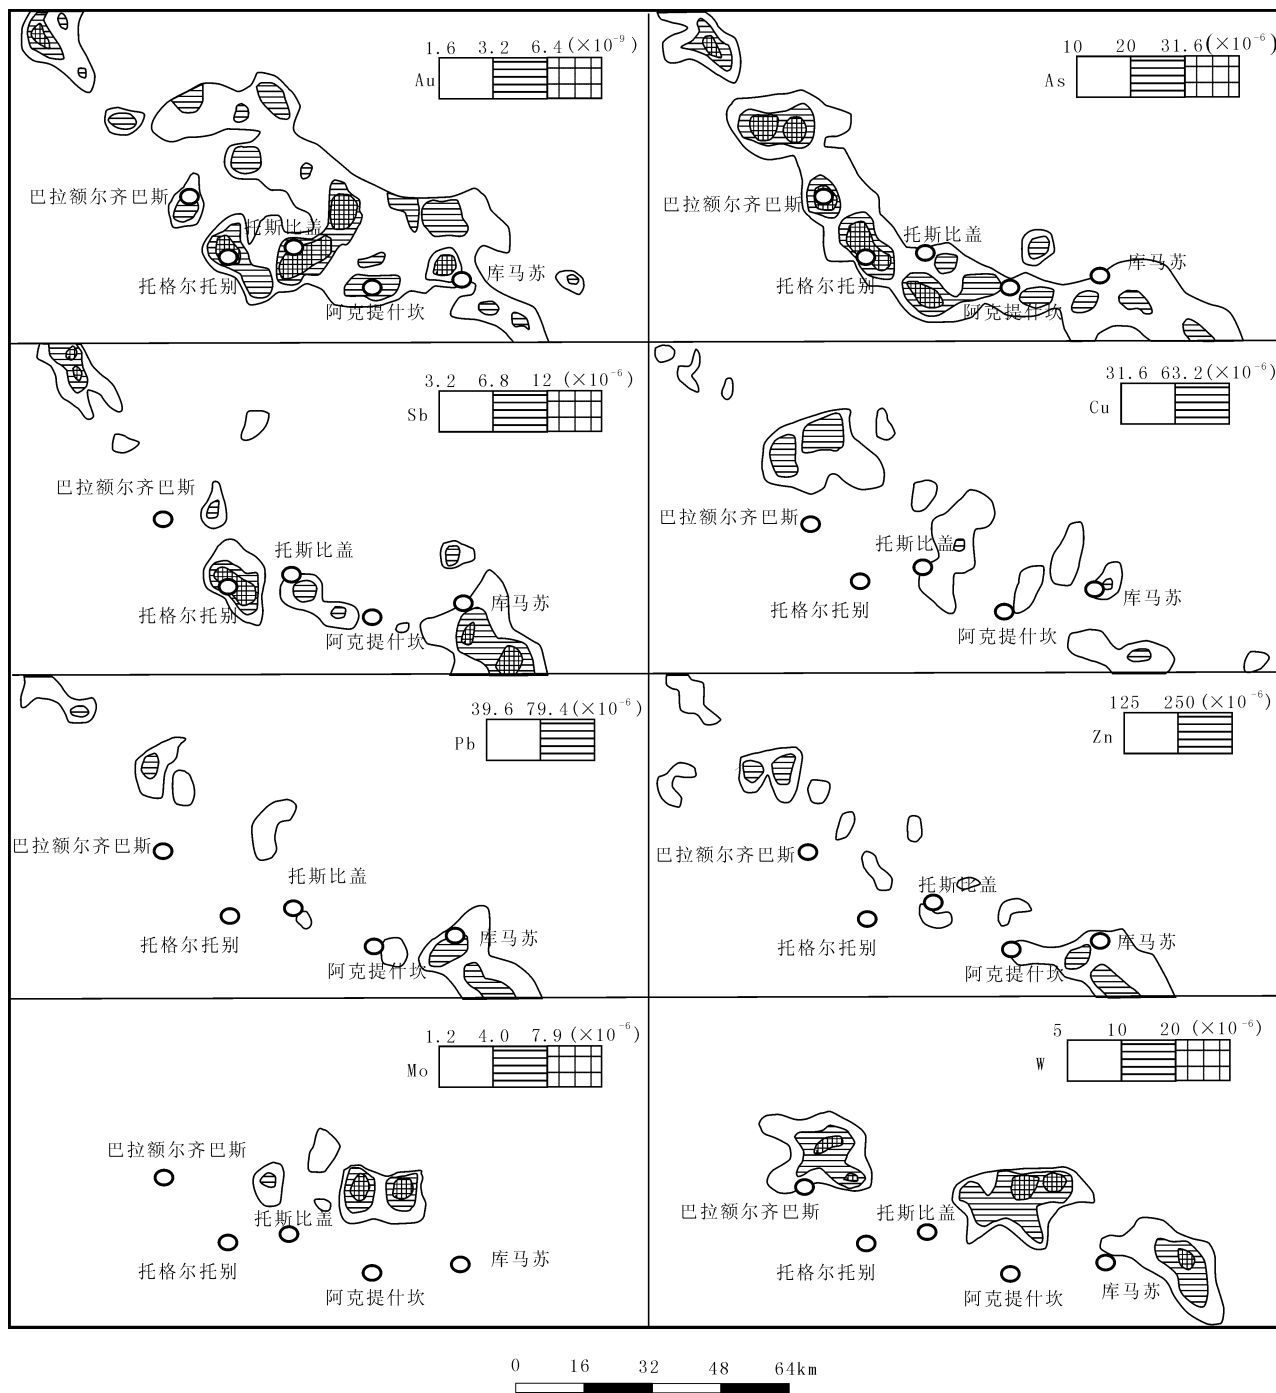 1.6 3.2 6.4(×10⁻⁹)
Au
巴拉额尔齐巴斯
托斯比盖
托格尔托别
库马苏
阿克提什坎
10 20 31.6(×10⁻⁶)
As
巴拉额尔齐巴斯
托斯比盖
库马苏
托格尔托别
阿克提什坎
3.2 6.8 12 (×10⁻⁶)
Sb
巴拉额尔齐巴斯
托斯比盖
托格尔托别
库马苏
阿克提什坎
31.6 63.2(×10⁻⁶)
Cu
巴拉额尔齐巴斯
托斯比盖
托格尔托别
库马苏
阿克提什坎
39.6 79.4(×10⁻⁶)
Pb
巴拉额尔齐巴斯
托斯比盖
托格尔托别
库马苏
阿克提什坎
125 250(×10⁻⁶)
Zn
巴拉额尔齐巴斯
托斯比盖
托格尔托别
库马苏
阿克提什坎
1.2 4.0 7.9(×10⁻⁶)
Mo
巴拉额尔齐巴斯
托斯比盖
托格尔托别
库马苏
阿克提什坎
5 10 20 (×10⁻⁶)
W
巴拉额尔齐巴斯
托斯比盖
托格尔托别
库马苏
阿克提什坎
0 16 32 48 64km